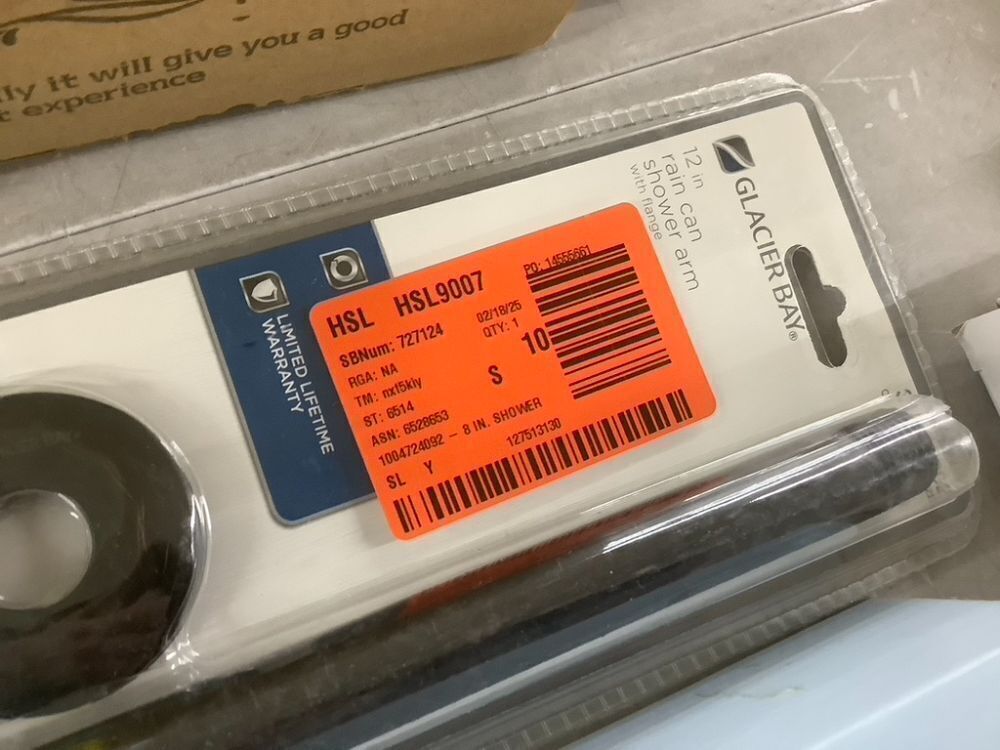 lly it will give you a good
t experience
GLACIER BAY®
12 in
rain can
shower arm
with flange
LIMITED LIFETIME
WARRANTY
HSL HSL9007
PO: 14555661
SBNum: 727124
02/18/25
RGA: NA
QTY: 1
10
TM: nxf5kiy
S
ST: 6514
ASN: 6528653
1004724092 - 8 IN. SHOWER
SL Y
127513130